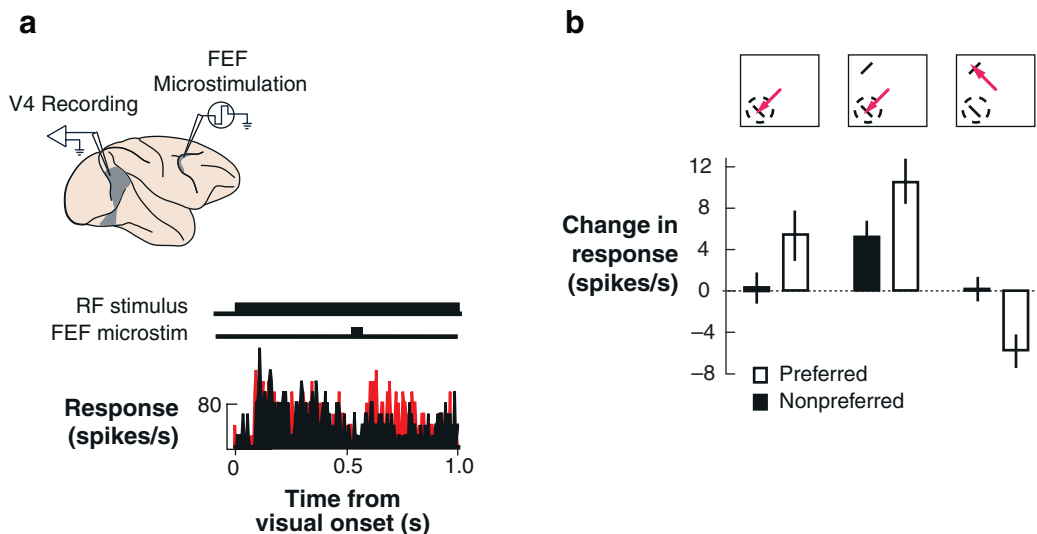 a
FEF
Microstimulation
V4 Recording
RF stimulus
FEF microstim
Response
(spikes/s)
80
0
0.5
1.0
Time from
visual onset (s)
b
Change in
response
(spikes/s)
12
8
4
0
−4
−8
Preferred
Nonpreferred